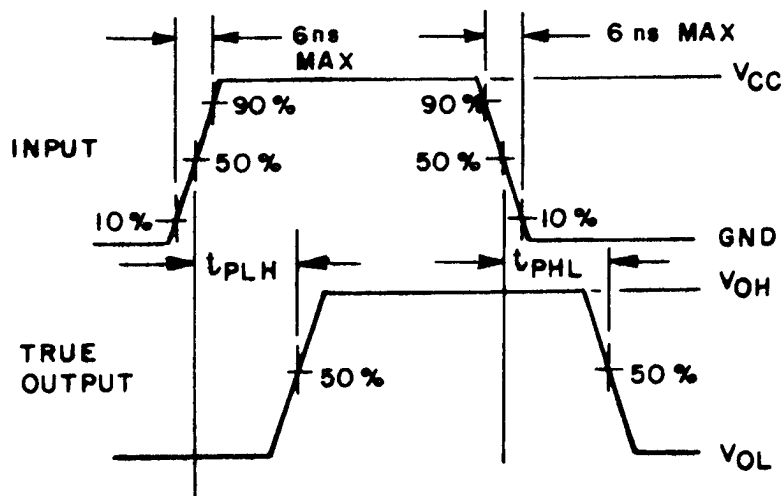 6ns
MAX
6 ns MAX
VCC
90%
90%
INPUT
50%
50%
10%
10%
GND
tPLH
tPHL
VOH
TRUE
OUTPUT
50%
50%
VOL